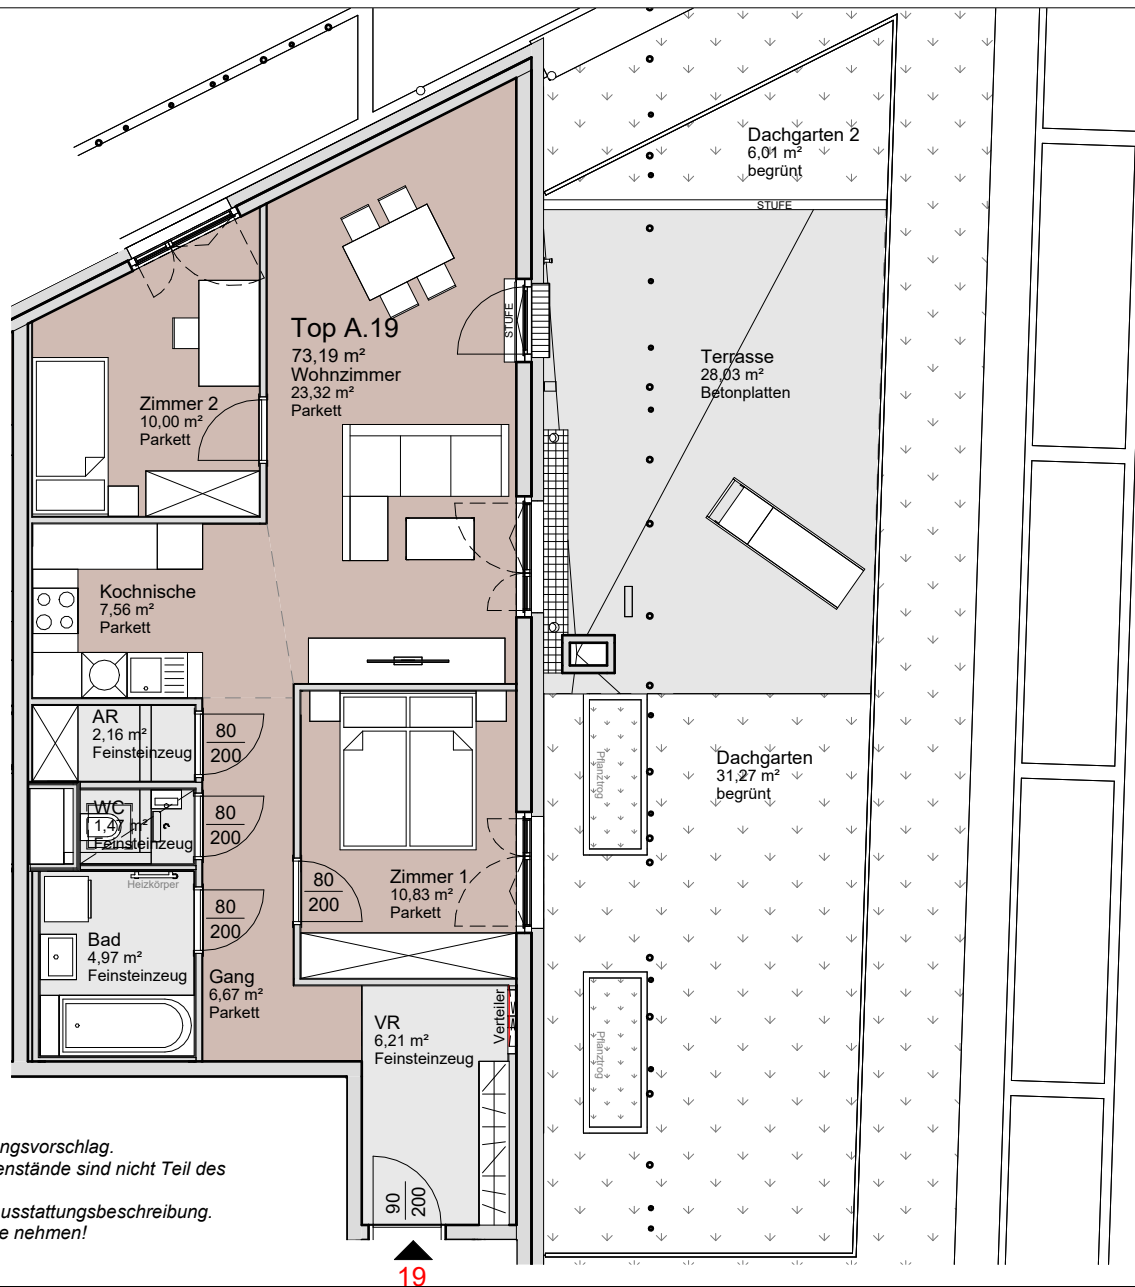 Dachgarten 2
6,01 m²
begrünt
STUFE
Top A.19
73,19 m²
Wohnzimmer
23,32 m²
Parkett
STUFE
Terrasse
28,03 m²
Betonplatten
Zimmer 2
10,00 m²
Parkett
Kochnische
7,56 m²
Parkett
AR
2,16 m²
Feinsteinzeug
80
200
WC
1,47 m²
Feinsteinzeug
80
200
Heizkörper
Bad
4,97 m²
Feinsteinzeug
80
200
Gang
6,67 m²
Parkett
80
200
Zimmer 1
10,83 m²
Parkett
Pflanztrog
Dachgarten
31,27 m²
begrünt
Pflanztrog
VR
6,21 m²
Feinsteinzeug
Verteiler
90
200
19
ngsvorschlag.
enstände sind nicht Teil des
usstattungsbeschreibung.
e nehmen!